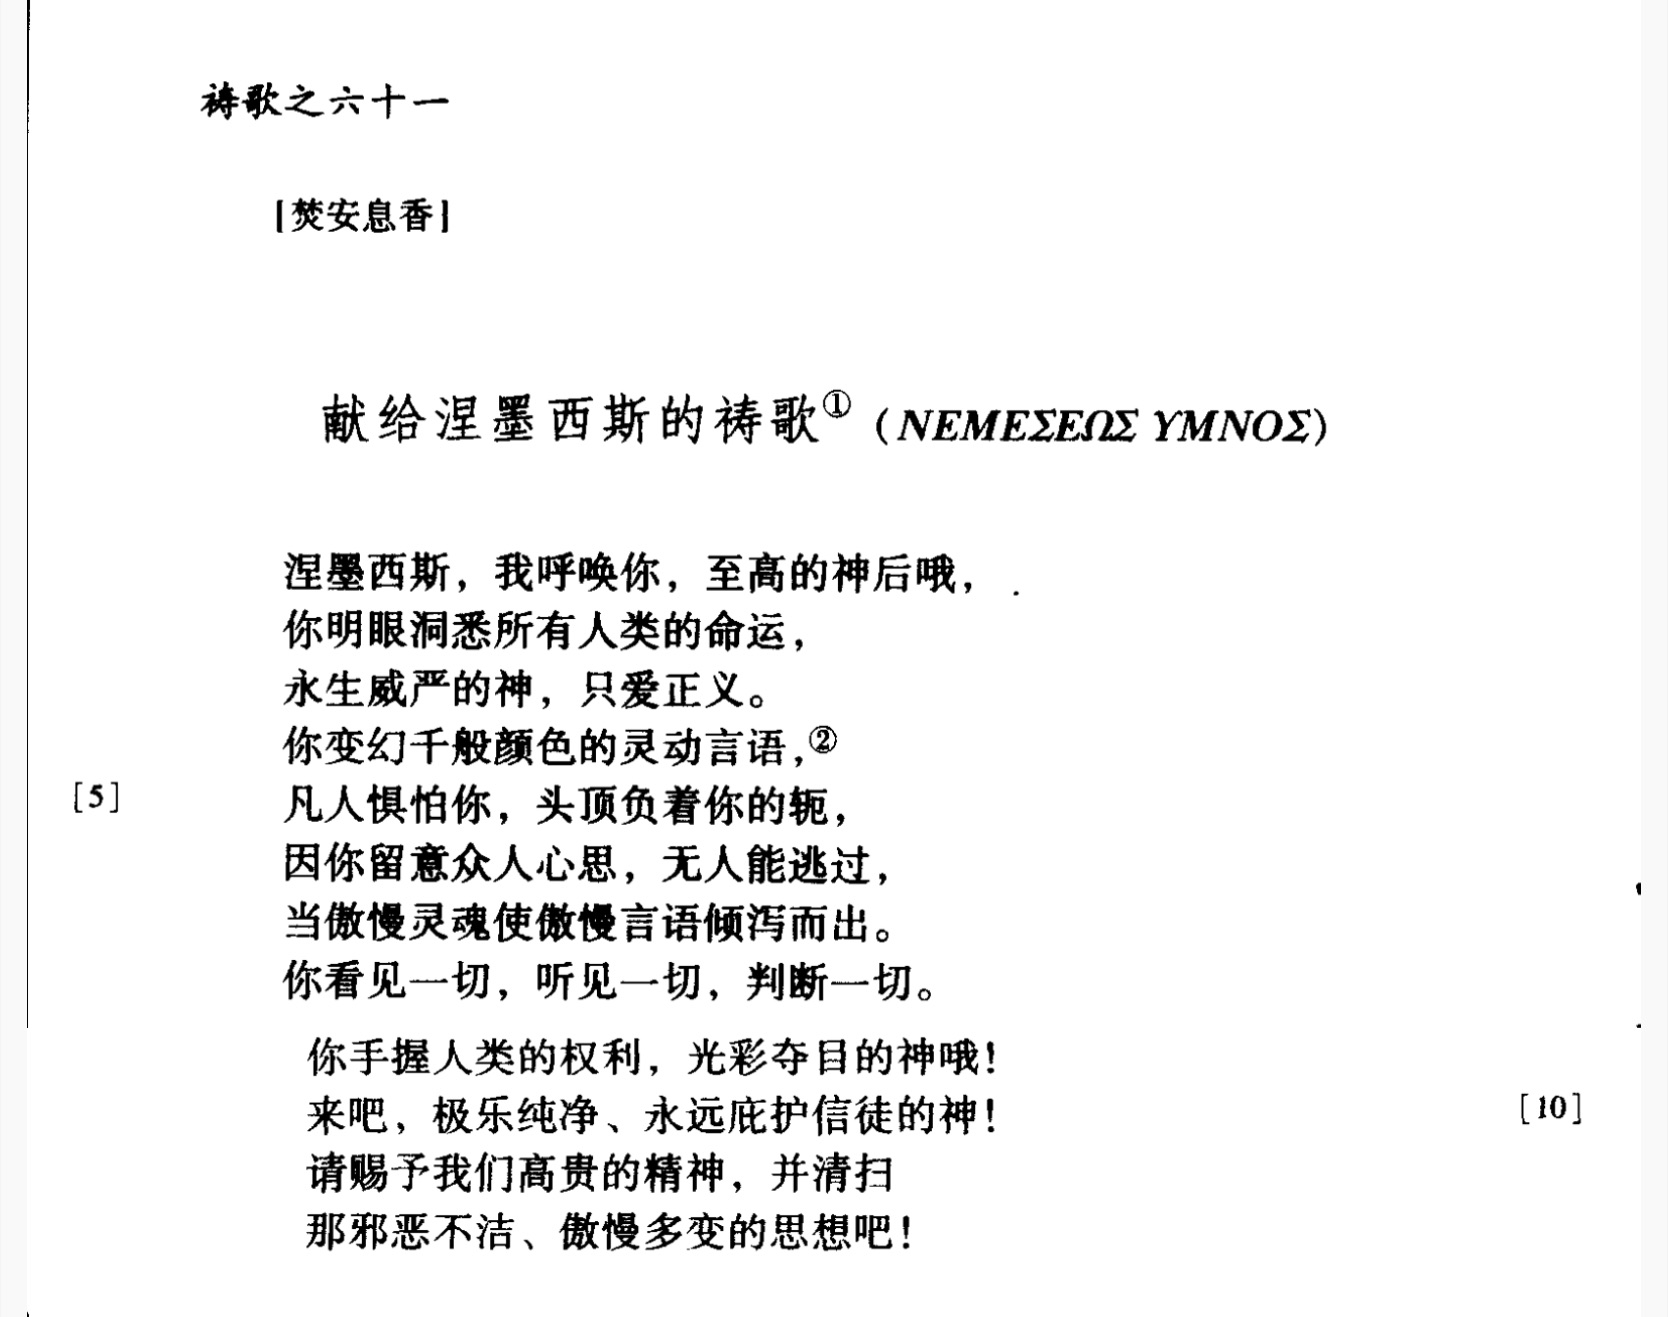 祷歌之六十一
[焚安息香]
献给涅墨西斯的祷歌① (ΝΕΜΕΣΕΩΣ ΥΜΝΟΣ)
涅墨西斯，我呼唤你，至高的神后哦，
你明眼洞悉所有人类的命运，
永生威严的神，只爱正义。
你变幻千般颜色的灵动言语，②
[5] 凡人惧怕你，头顶负着你的轭，
因你留意众人心思，无人能逃过，
当傲慢灵魂使傲慢言语倾泻而出。
你看见一切，听见一切，判断一切。
你手握人类的权利，光彩夺目的神哦！
来吧，极乐纯净、永远庇护信徒的神！ [10]
请赐予我们高贵的精神，并清扫
那邪恶不洁、傲慢多变的思想吧！